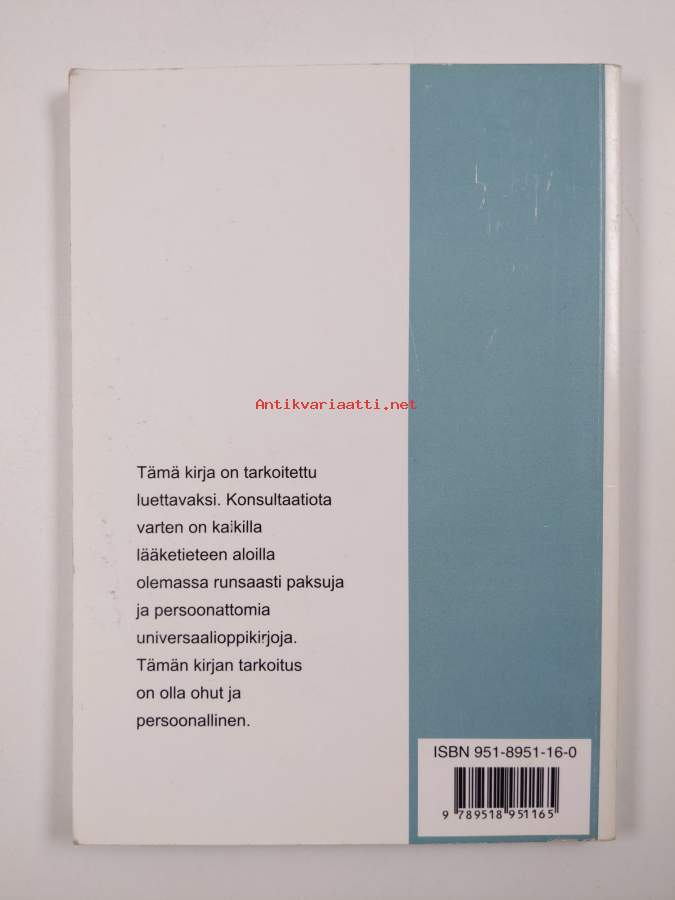 Antikvariaatti.net
Tämä kirja on tarkoitettu
luettavaksi. Konsultaatiota
varten on kaikilla
lääketieteen aloilla
olemassa runsaasti paksuja
ja persoonattomia
universaalioppikirjoja.
Tämän kirjan tarkoitus
on olla ohut ja
persoonallinen.
ISBN 951-8951-16-0
9 789518 951165